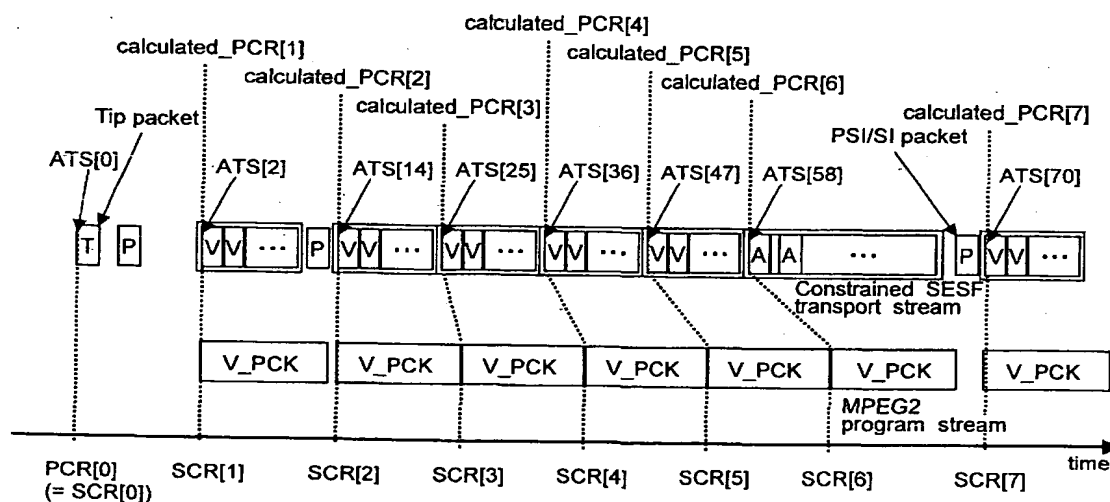 calculated_PCR[4]
calculated_PCR[1]
calculated_PCR[5]
calculated_PCR[2]
calculated_PCR[6]
calculated_PCR[3]
calculated_PCR[7]
Tip packet
PSI/SI packet
ATS[0]
ATS[2]
ATS[14]
ATS[25]
ATS[36]
ATS[47]
ATS[58]
ATS[70]
T P V V ... P V V ... V V ... V V ... V V ... A A ... P V V ...
Constrained SESF
transport stream
V_PCK V_PCK V_PCK V_PCK V_PCK V_PCK V_PCK
MPEG2
program stream
time
PCR[0] SCR[1] SCR[2] SCR[3] SCR[4] SCR[5] SCR[6] SCR[7]
(= SCR[0])